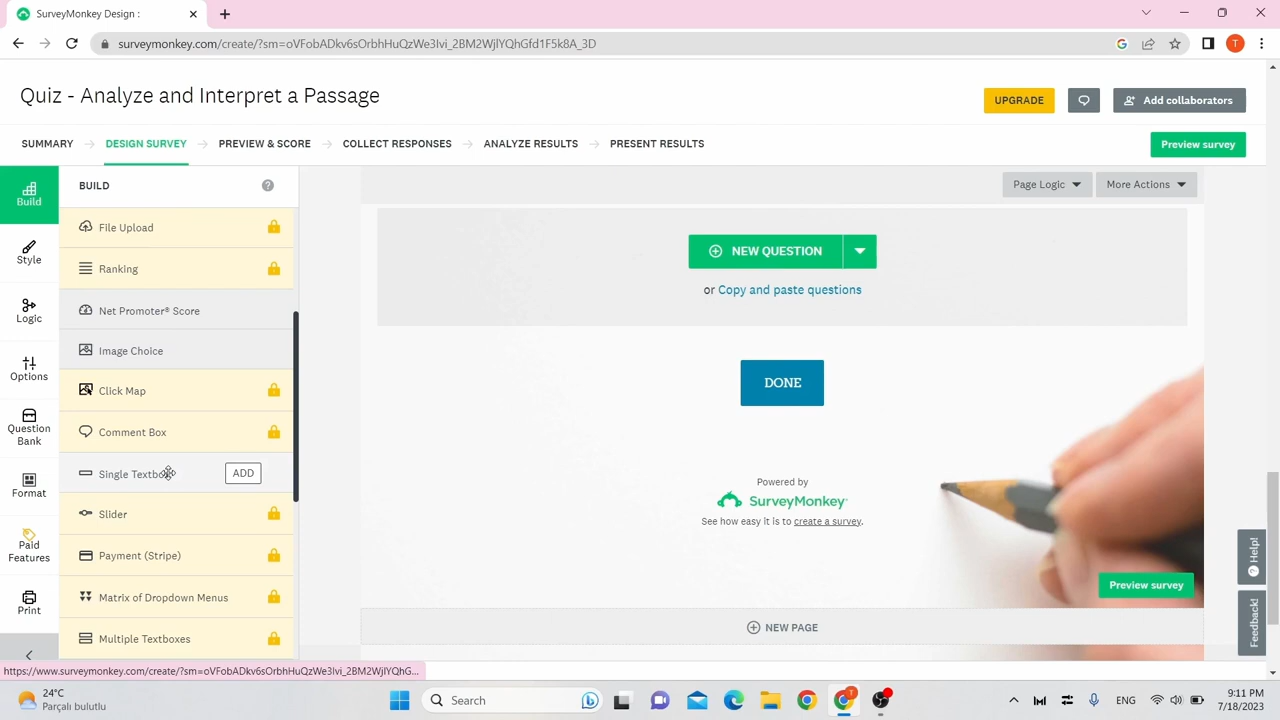 SurveyMonkey Design :
surveymonkey.com/create/?sm=oVFobADkv6sOrbhHuQzWe3Ivi_2BM2WjIYQhGfd1F5k8A_3D
T
Quiz - Analyze and Interpret a Passage
UPGRADE
Add collaborators
SUMMARY
DESIGN SURVEY
PREVIEW & SCORE
COLLECT RESPONSES
ANALYZE RESULTS
PRESENT RESULTS
Preview survey
Build
Style
Logic
Options
Question
Bank
Format
Paid
Features
Print
BUILD
File Upload
Ranking
Net Promoter® Score
Image Choice
Click Map
Comment Box
Single Textbox
ADD
Slider
Payment (Stripe)
Matrix of Dropdown Menus
Multiple Textboxes
Page Logic
More Actions
NEW QUESTION
or Copy and paste questions
DONE
Powered by
SurveyMonkey
See how easy it is to create a survey.
Preview survey
NEW PAGE
Help!
Feedback!
https://www.surveymonkey.com/create/?sm=oVFobADkv6sOrbhHuQzWe3Ivi_2BM2WjIYQhG...
24°C
Parçalı bulutlu
Search
T
ENG
9:11 PM
7/18/2023